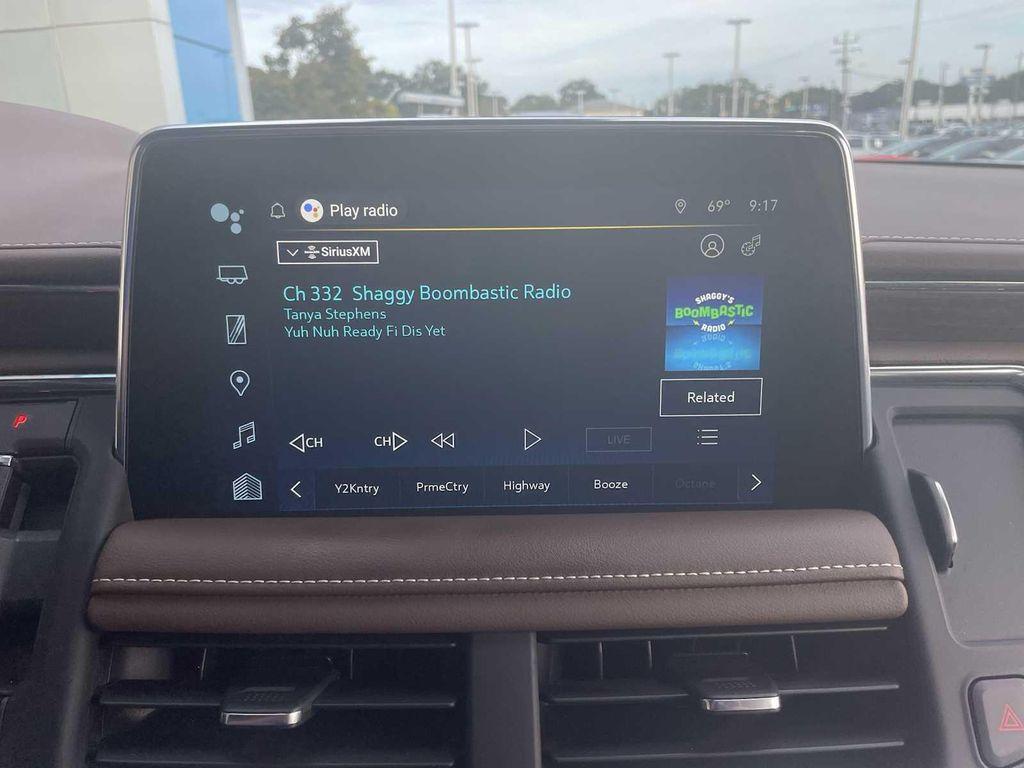 Play radio
69° 9:17
SiriusXM
Ch 332 Shaggy Boombastic Radio
Tanya Stephens
Yuh Nuh Ready Fi Dis Yet
SHAGGY'S
BOOMBASTIC
RADIO
Related
CH
CH
LIVE
Y2Kntry PrmeCtry Highway Booze Octane
P